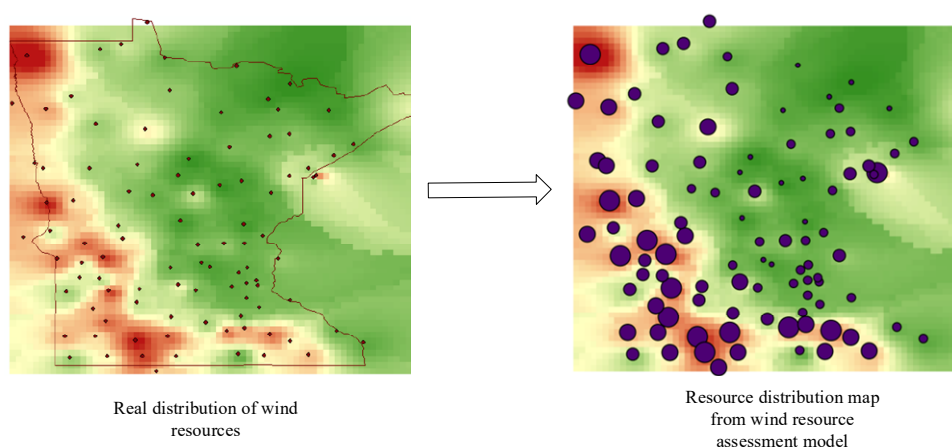 Real distribution of wind
resources
Resource distribution map
from wind resource
assessment model